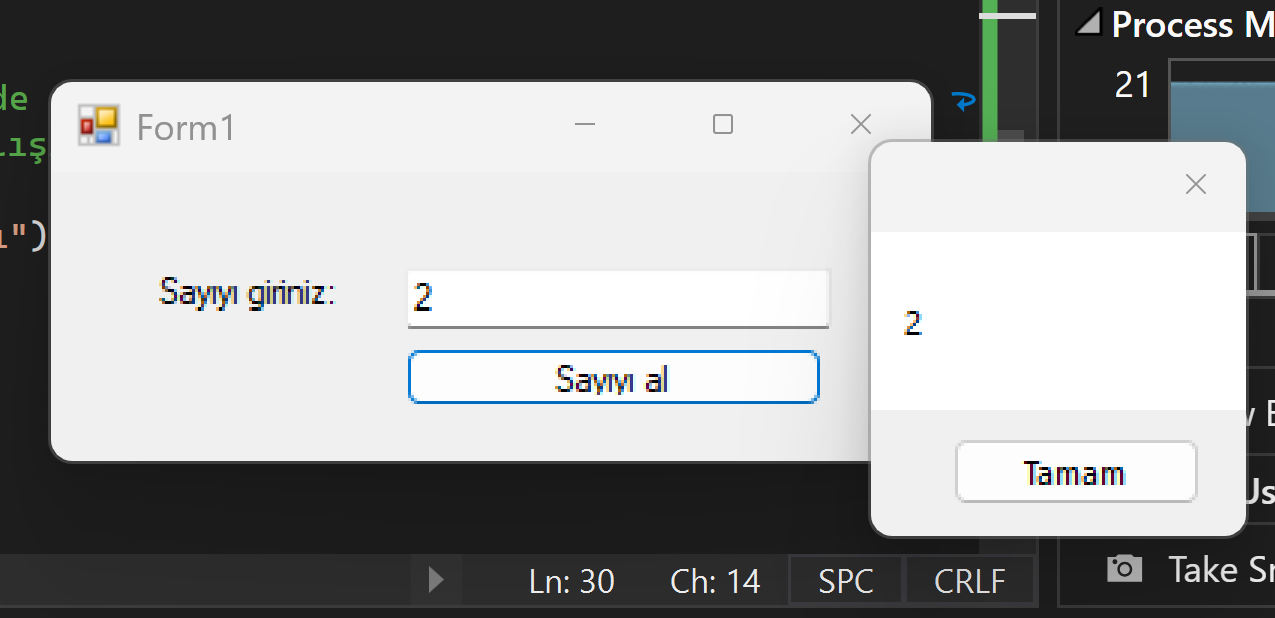 de
Process M
21
Form1
ış
")
Sayıyı giriniz:
2
2
Sayıyı al
Tamam
Us
Take Sn
Ln: 30
Ch: 14
SPC
CRLF